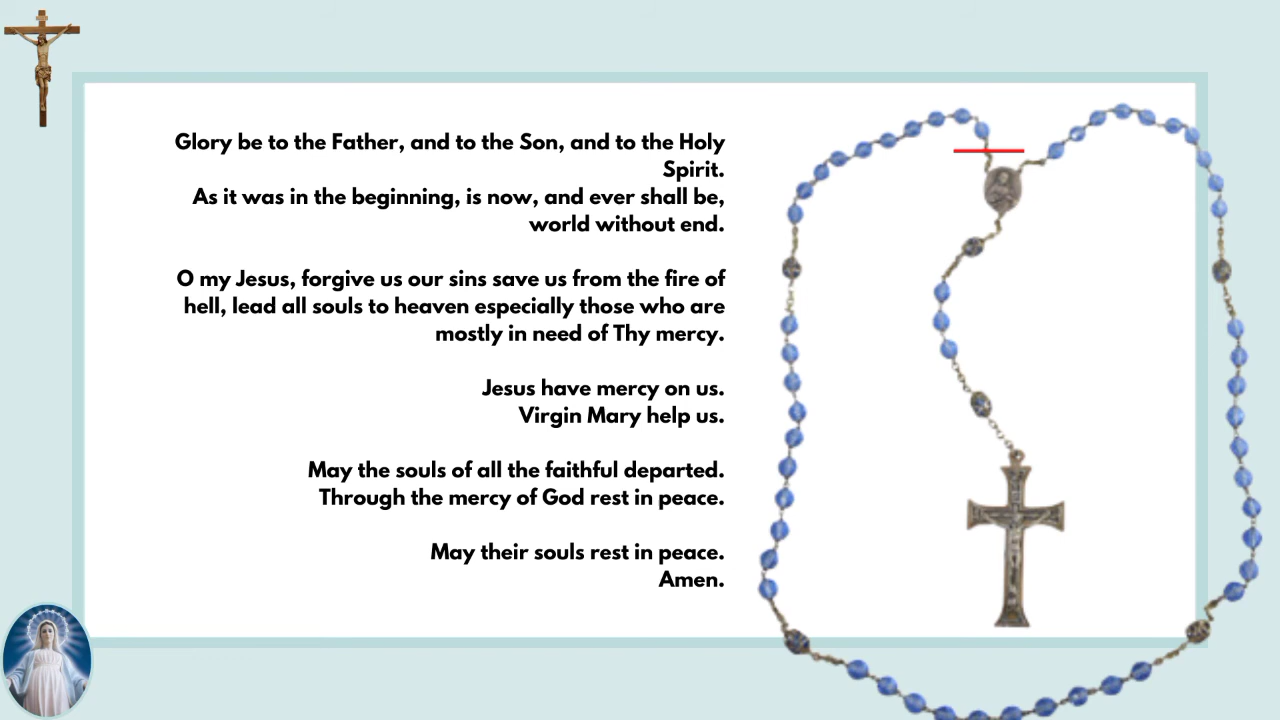 Glory be to the Father, and to the Son, and to the Holy
Spirit.
As it was in the beginning, is now, and ever shall be,
world without end.
O my Jesus, forgive us our sins save us from the fire of
hell, lead all souls to heaven especially those who are
mostly in need of Thy mercy.
Jesus have mercy on us.
Virgin Mary help us.
May the souls of all the faithful departed.
Through the mercy of God rest in peace.
May their souls rest in peace.
Amen.